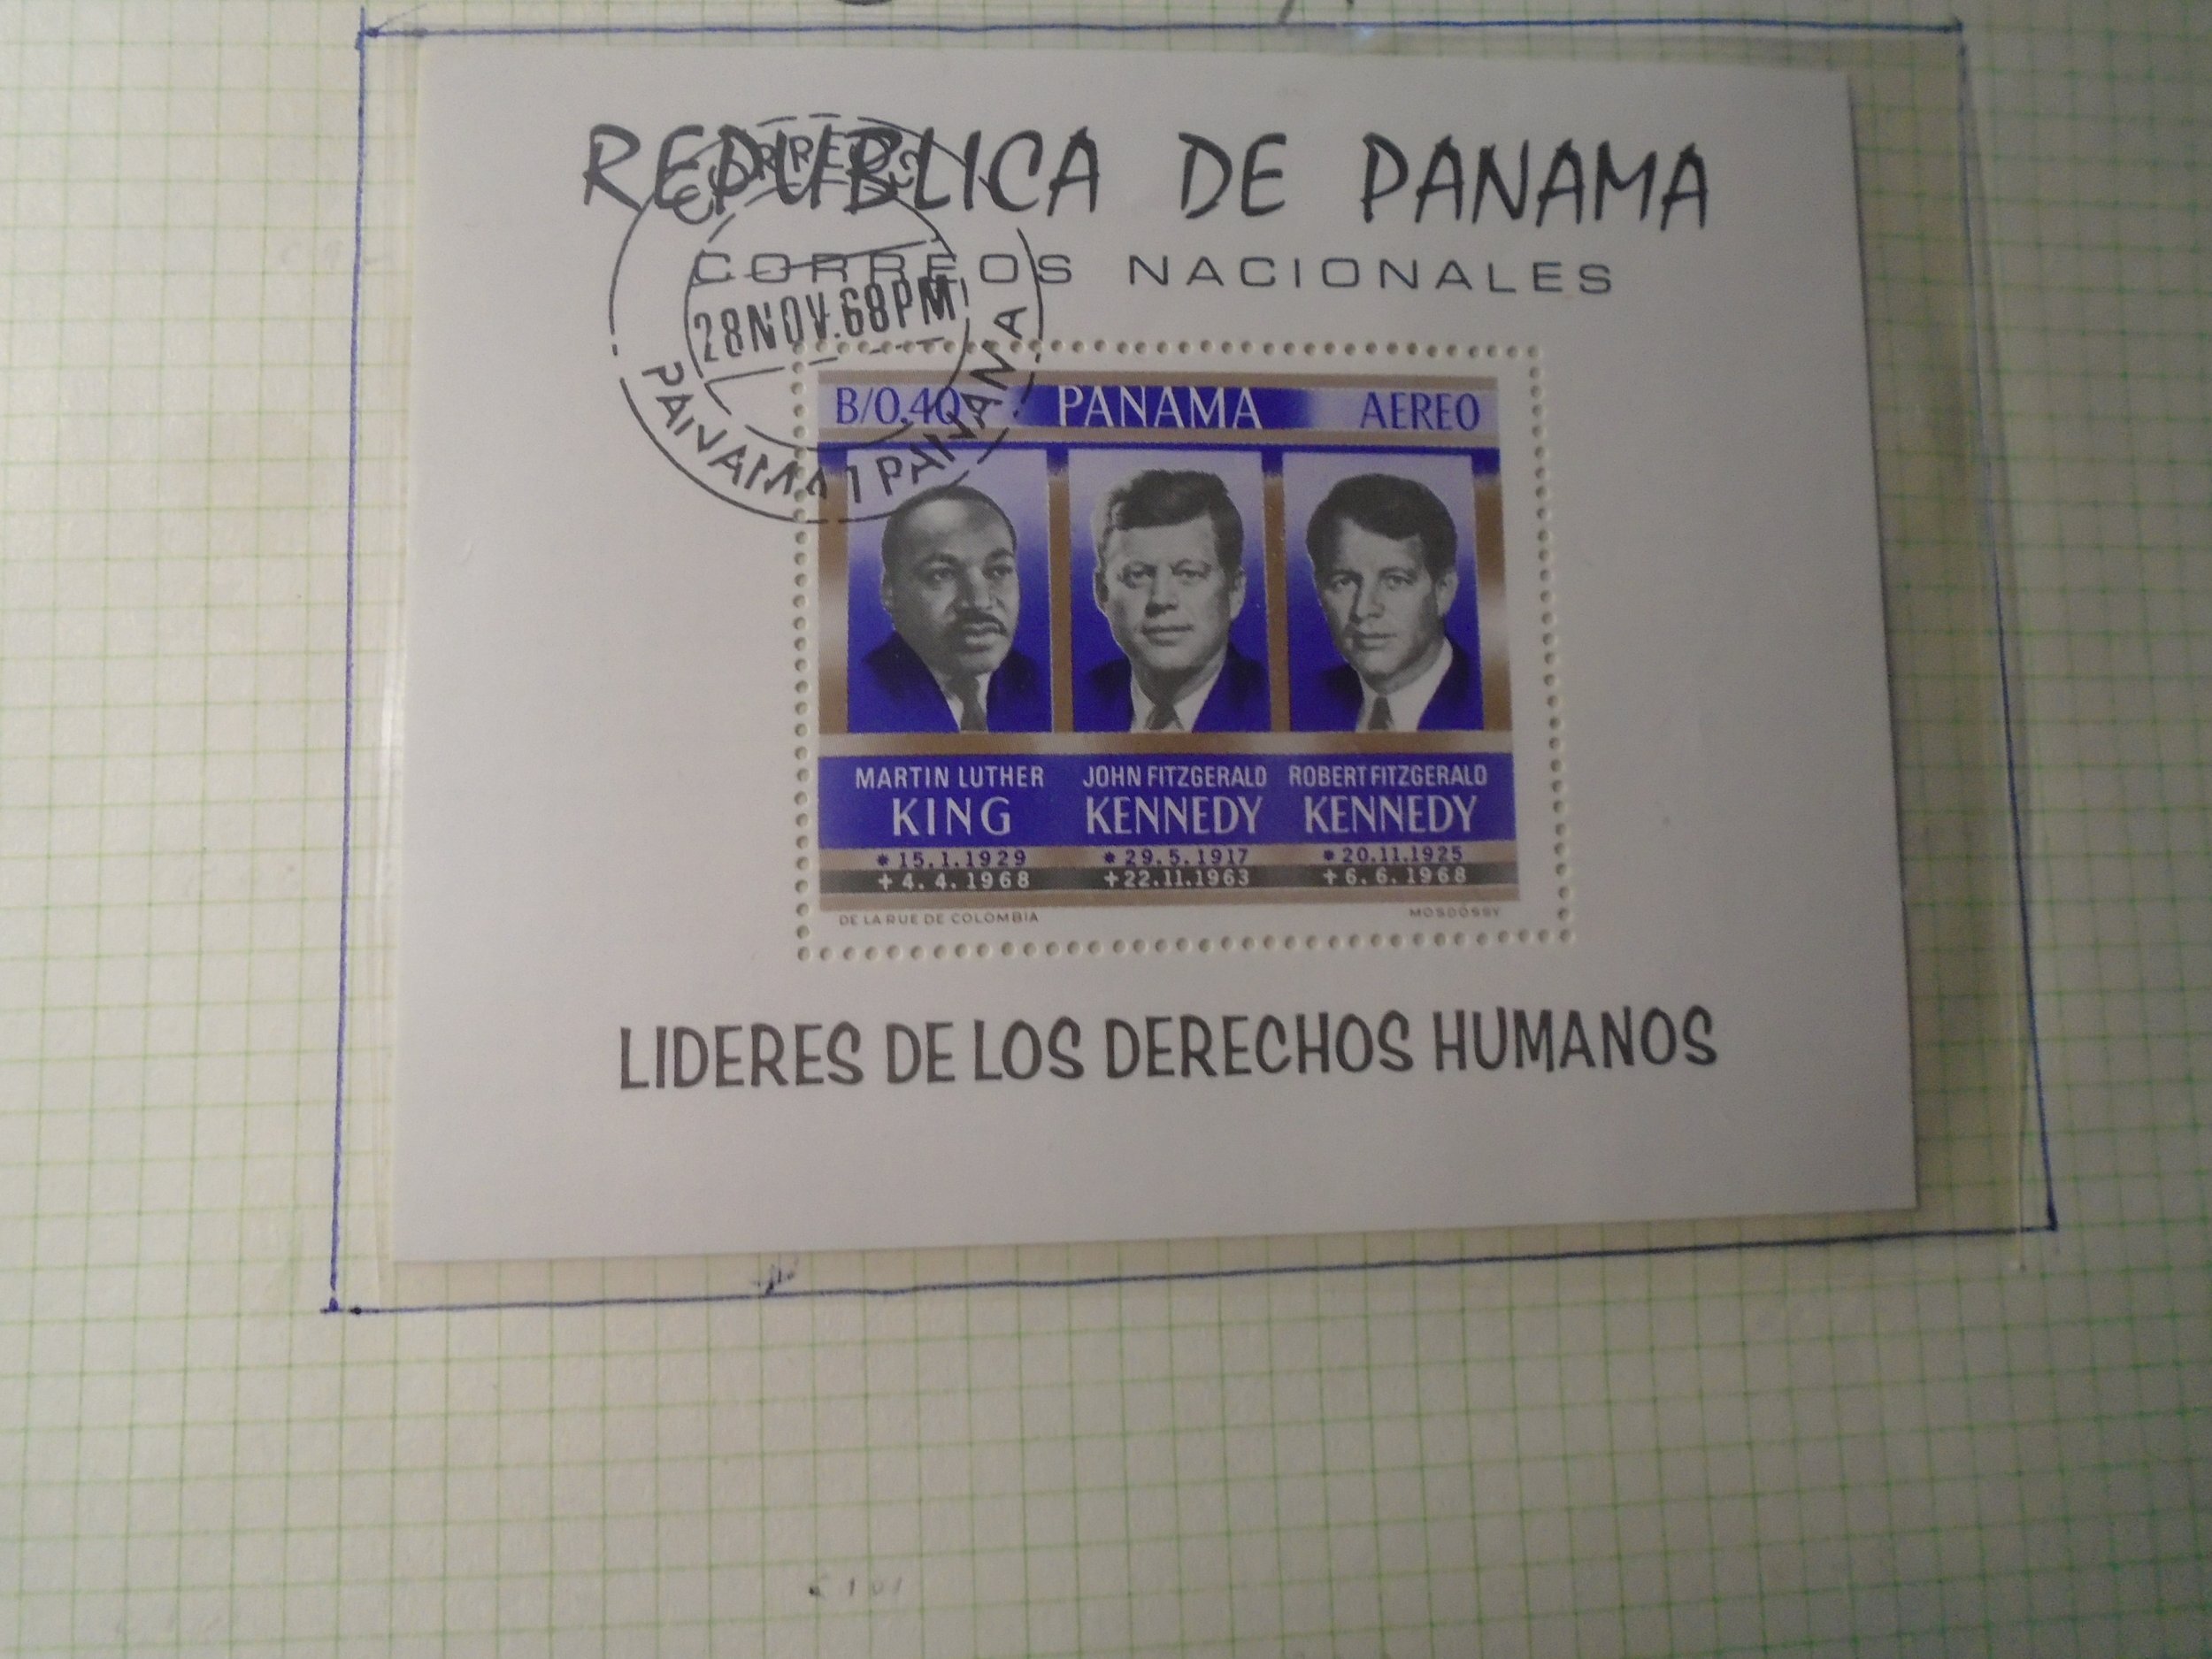 REPUBLICA DE PANAMA
CORREOS NACIONALES
CORREOS
28NOV.68PM
PANAMA 1 PANAMA
B/0.40 PANAMA AEREO
MARTIN LUTHER KING
JOHN FITZGERALD KENNEDY
ROBERT FITZGERALD KENNEDY
* 15.1.1929 * 29.5.1917 * 20.11.1925
+ 4.4.1968 +22.11.1963 + 6.6.1968
DE LA RUE DE COLOMBIA MOSDÓSSY
LIDERES DE LOS DERECHOS HUMANOS